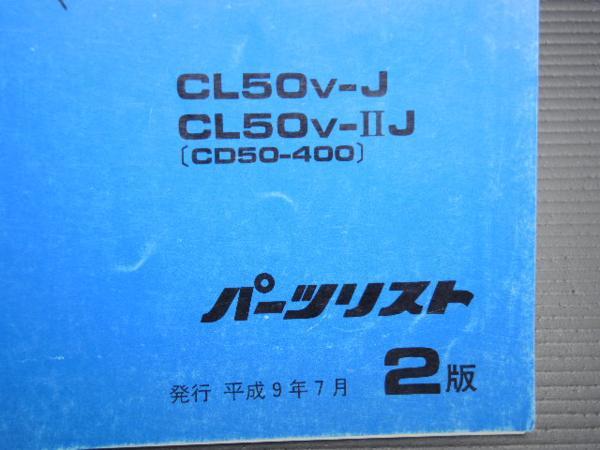 CL50V-J
CL50V-ⅡJ
〔CD50-400〕
パーツリスト
発行 平成9年7月 2版